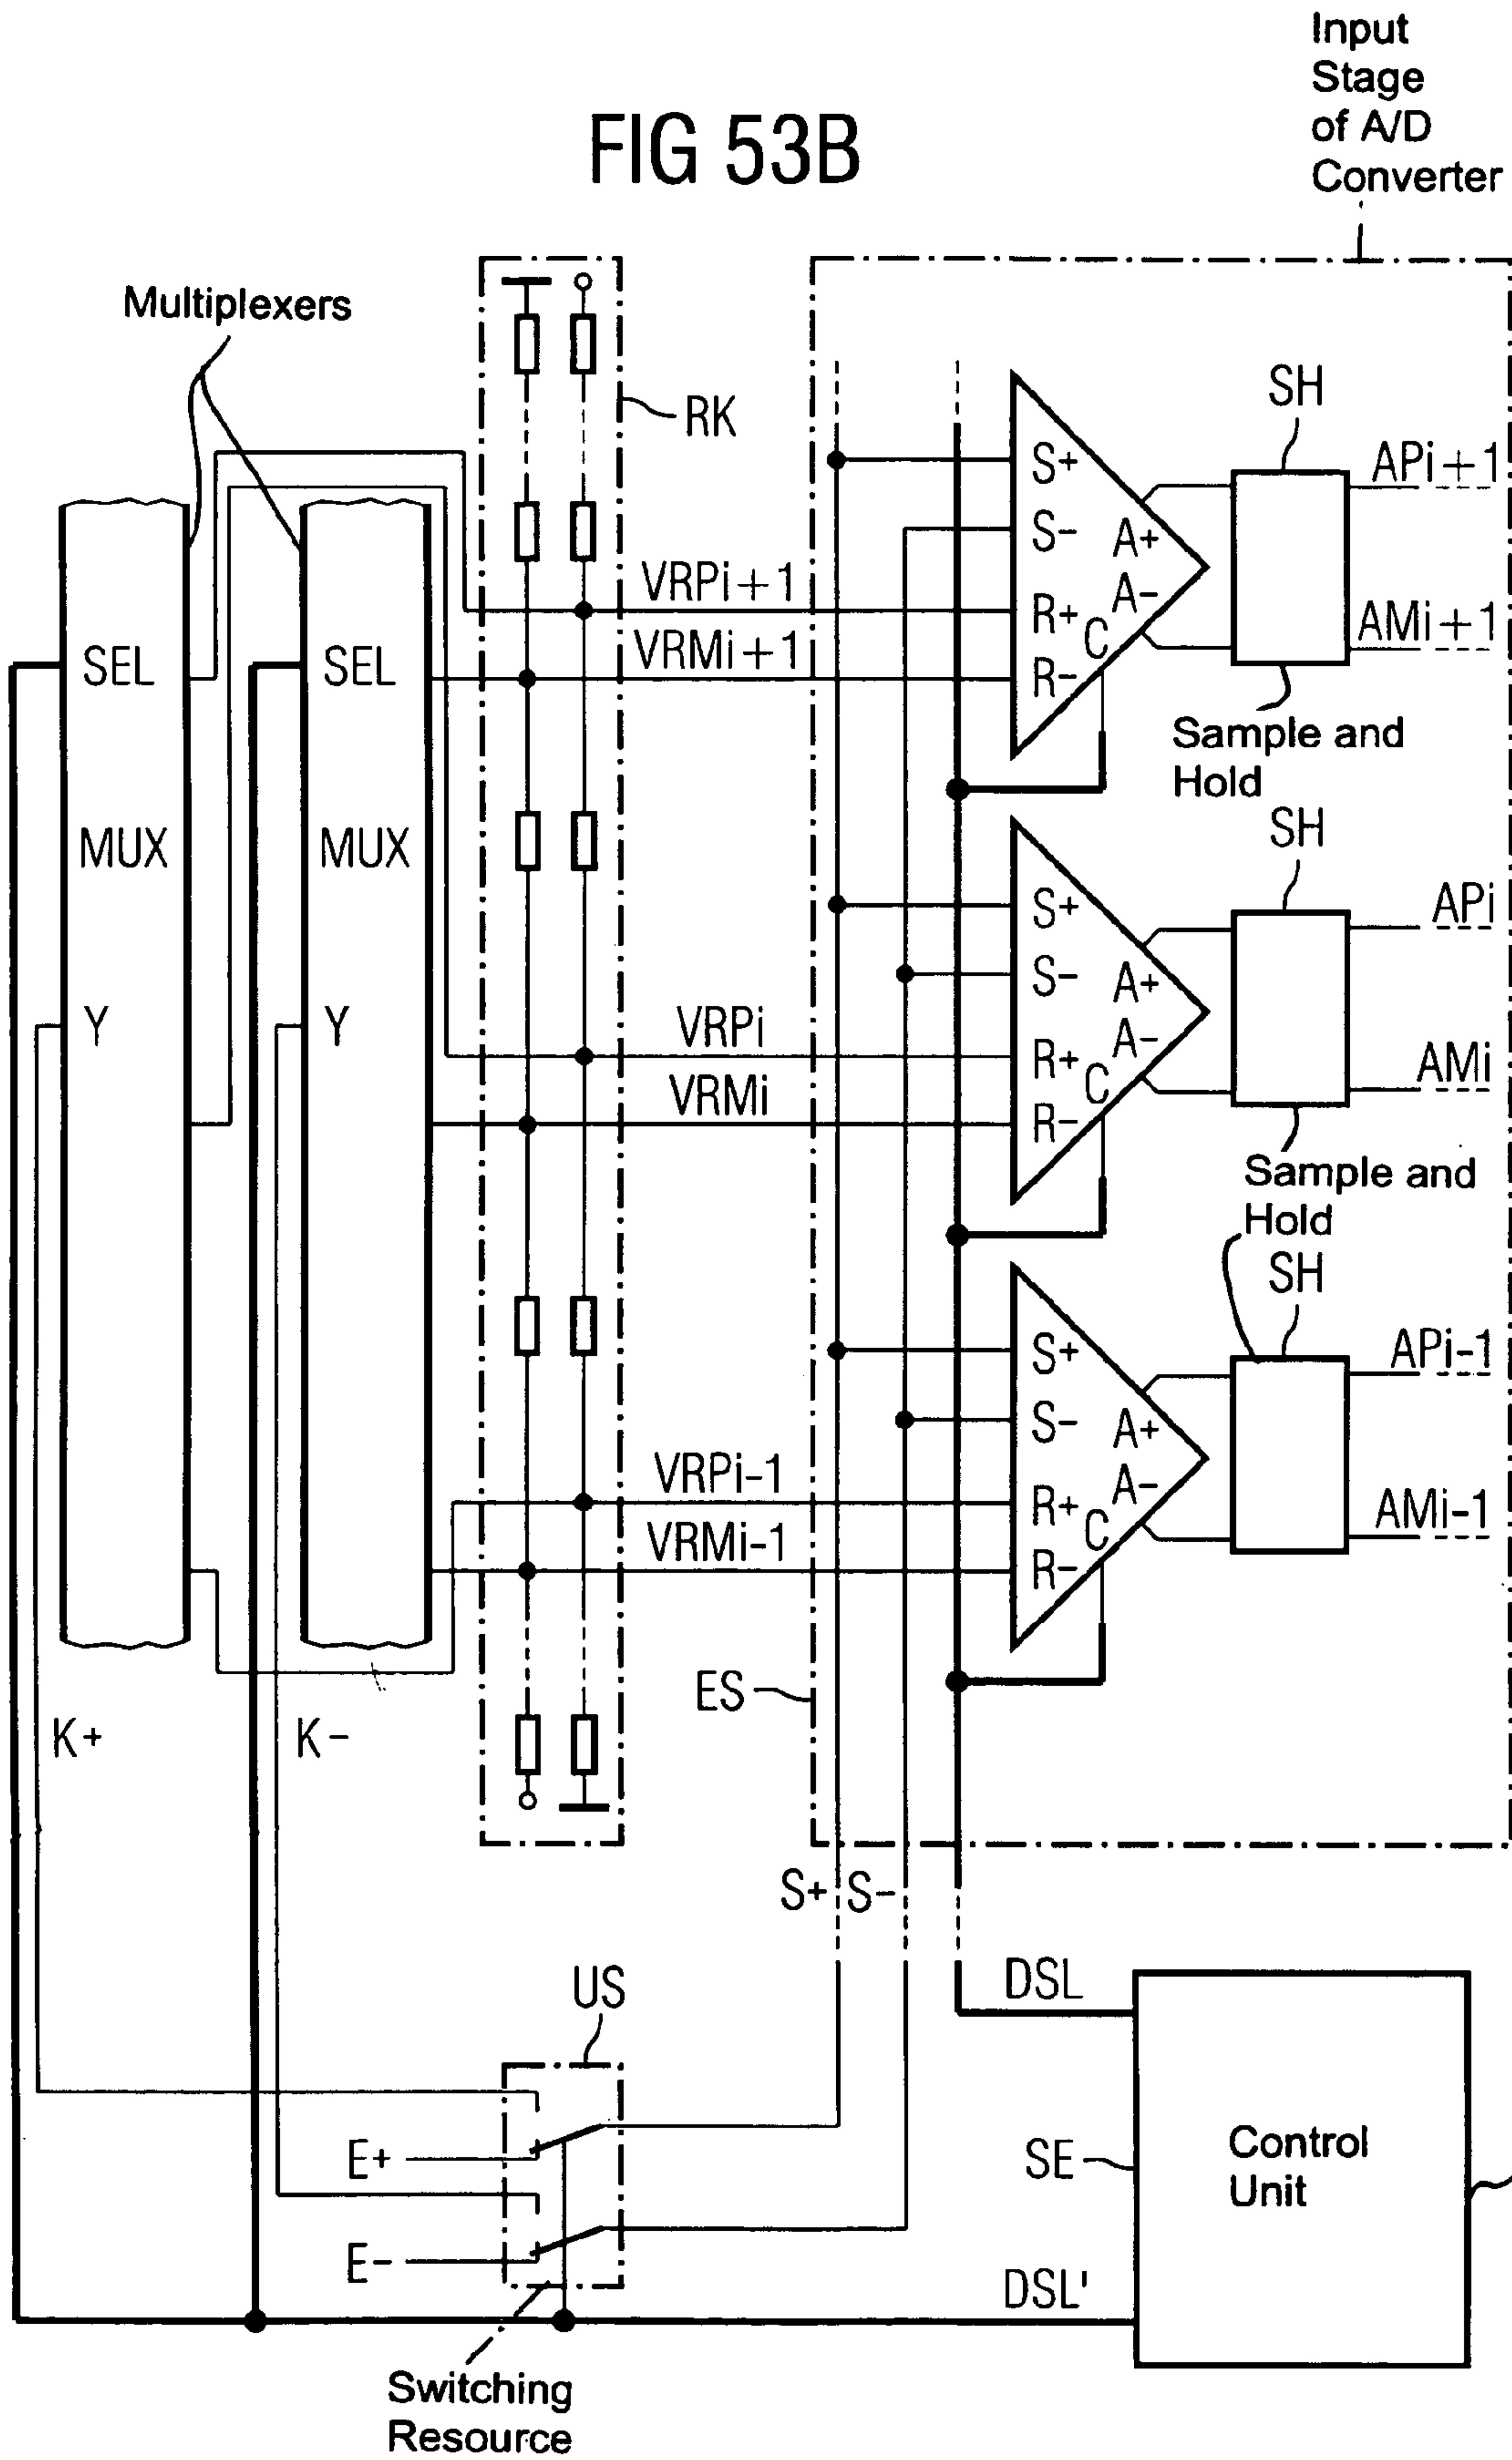 Input
Stage
of A/D
Converter
FIG 53B
Multiplexers
RK
SH
APi+1
S+
S-
A+
A-
VRPi+1
R+
C
AMi+1
VRMi+1
R-
SEL
SEL
Sample and
Hold
MUX
MUX
SH
APi
S+
S-
A+
A-
Y
Y
VRPi
R+
C
AMi
VRMi
R-
Sample and
Hold
SH
APi-1
S+
S-
A+
A-
VRPi-1
R+
C
AMi-1
VRMi-1
R-
ES
K+
K-
S+
S-
US
DSL
E+
SE
Control
Unit
E-
DSL'
Switching
Resource